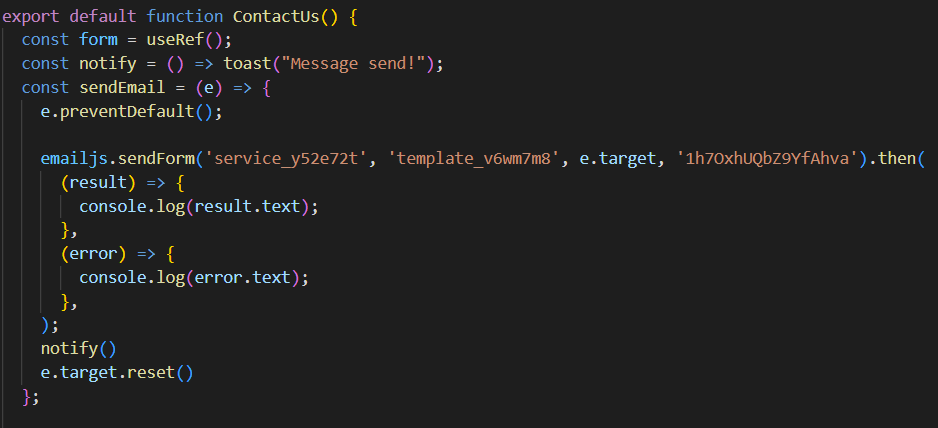 export default function ContactUs() {
const form = useRef();
const notify = () => toast("Message send!");
const sendEmail = (e) => {
e.preventDefault();
emailjs.sendForm('service_y52e72t', 'template_v6wm7m8', e.target, '1h7OxhUQbZ9YfAhva').then(
(result) => {
console.log(result.text);
},
(error) => {
console.log(error.text);
},
);
notify()
e.target.reset()
};